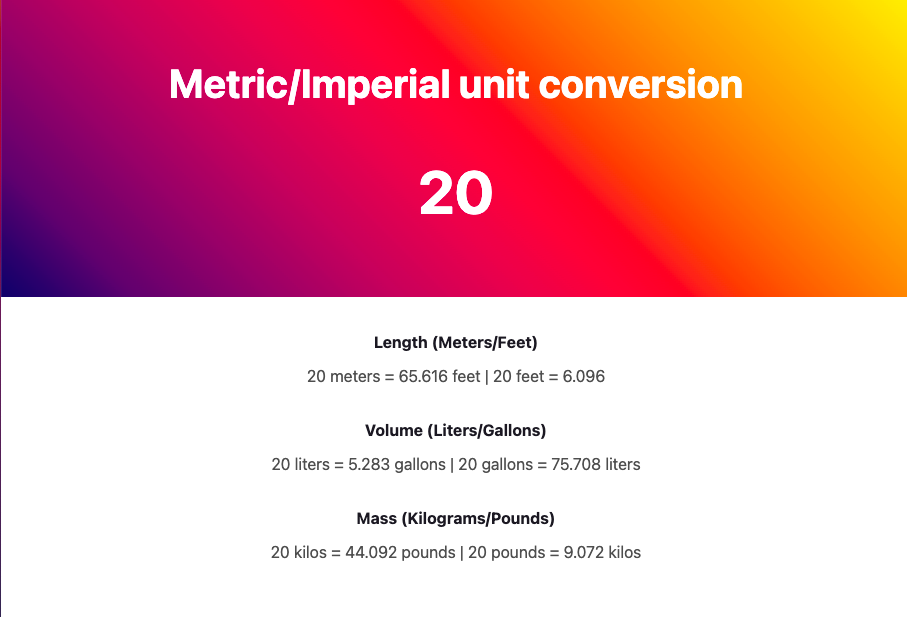 Metric/Imperial unit conversion
20
Length (Meters/Feet)
20 meters = 65.616 feet | 20 feet = 6.096
Volume (Liters/Gallons)
20 liters = 5.283 gallons | 20 gallons = 75.708 liters
Mass (Kilograms/Pounds)
20 kilos = 44.092 pounds | 20 pounds = 9.072 kilos